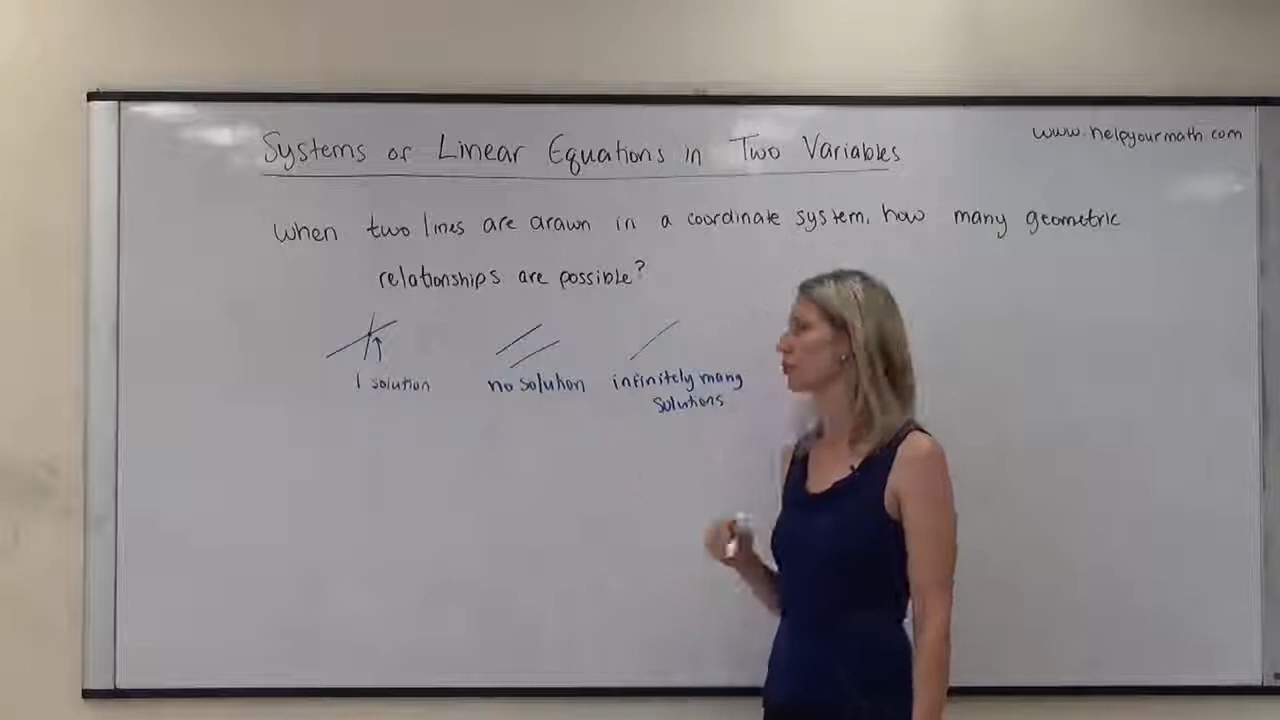 Systems of Linear Equations in Two Variables
www.helpyourmath.com
When two lines are drawn in a coordinate system, how many geometric
relationships are possible?
1 solution
no solution
infinitely many
solutions